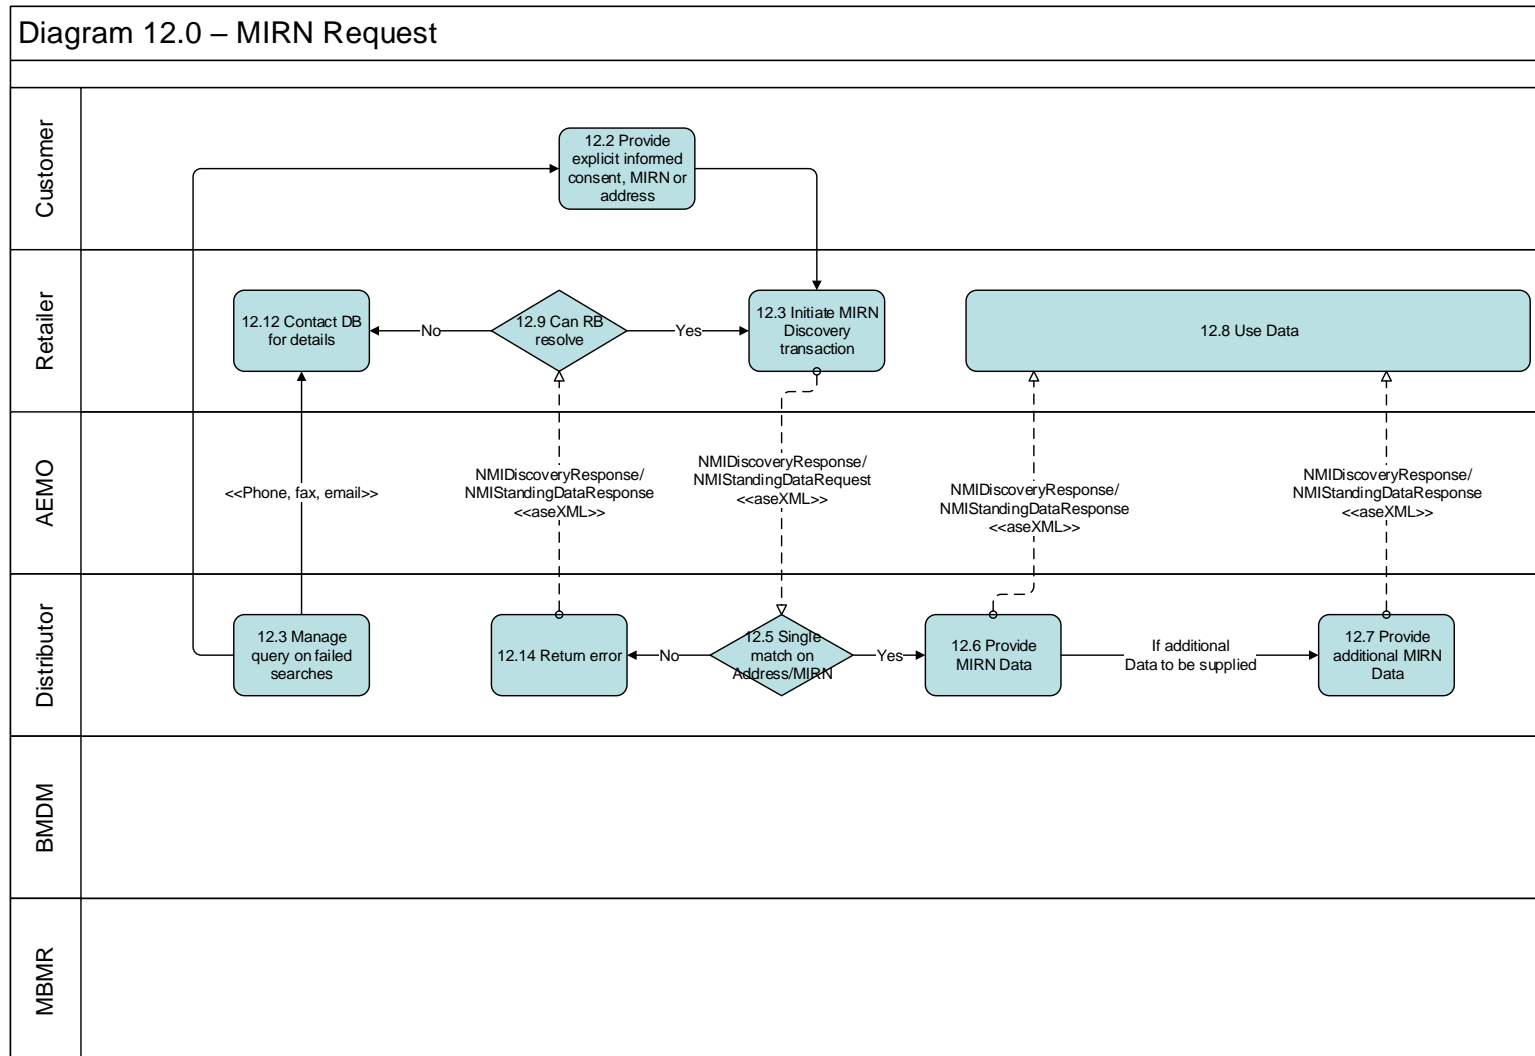 Diagram 12.0 – MIRN Request
Customer
12.2 Provide
explicit informed
consent, MIRN or
address
Retailer
12.12 Contact DB
for details
No
12.9 Can RB
resolve
Yes
12.3 Initiate MIRN
Discovery
transaction
12.8 Use Data
AEMO
<<Phone, fax, email>>
NMIDiscoveryResponse/
NMIStandingDataResponse
<<aseXML>>
NMIDiscoveryResponse/
NMIStandingDataRequest
<<aseXML>>
NMIDiscoveryResponse/
NMIStandingDataResponse
<<aseXML>>
NMIDiscoveryResponse/
NMIStandingDataResponse
<<aseXML>>
Distributor
12.3 Manage
query on failed
searches
12.14 Return error
No
12.5 Single
match on
Address/MIRN
Yes
12.6 Provide
MIRN Data
If additional
Data to be supplied
12.7 Provide
additional MIRN
Data
BMDM
MBMR